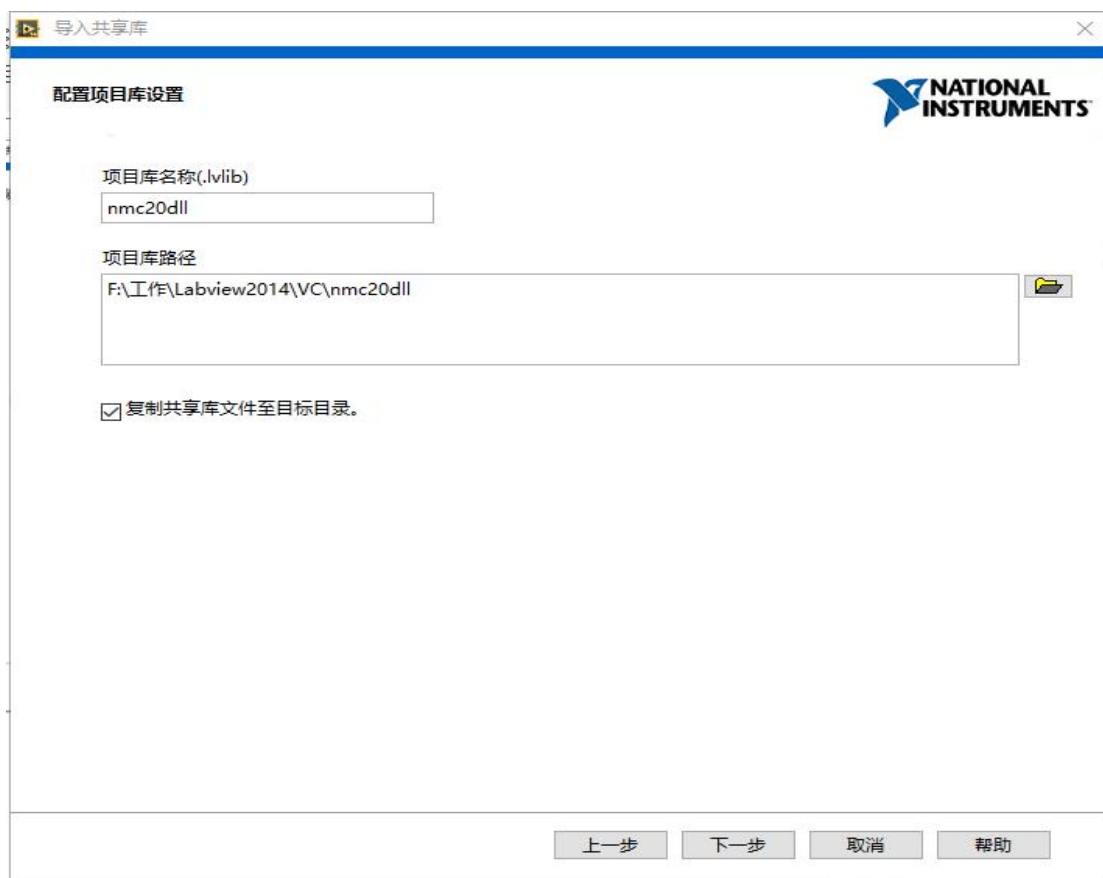 导入共享库
配置项目库设置
NATIONAL
INSTRUMENTS
项目库名称(.lvlib)
nmc20dll
项目库路径
F:\工作\Labview2014\VC\nmc20dll
复制共享库文件至目标目录。
上一步 下一步 取消 帮助